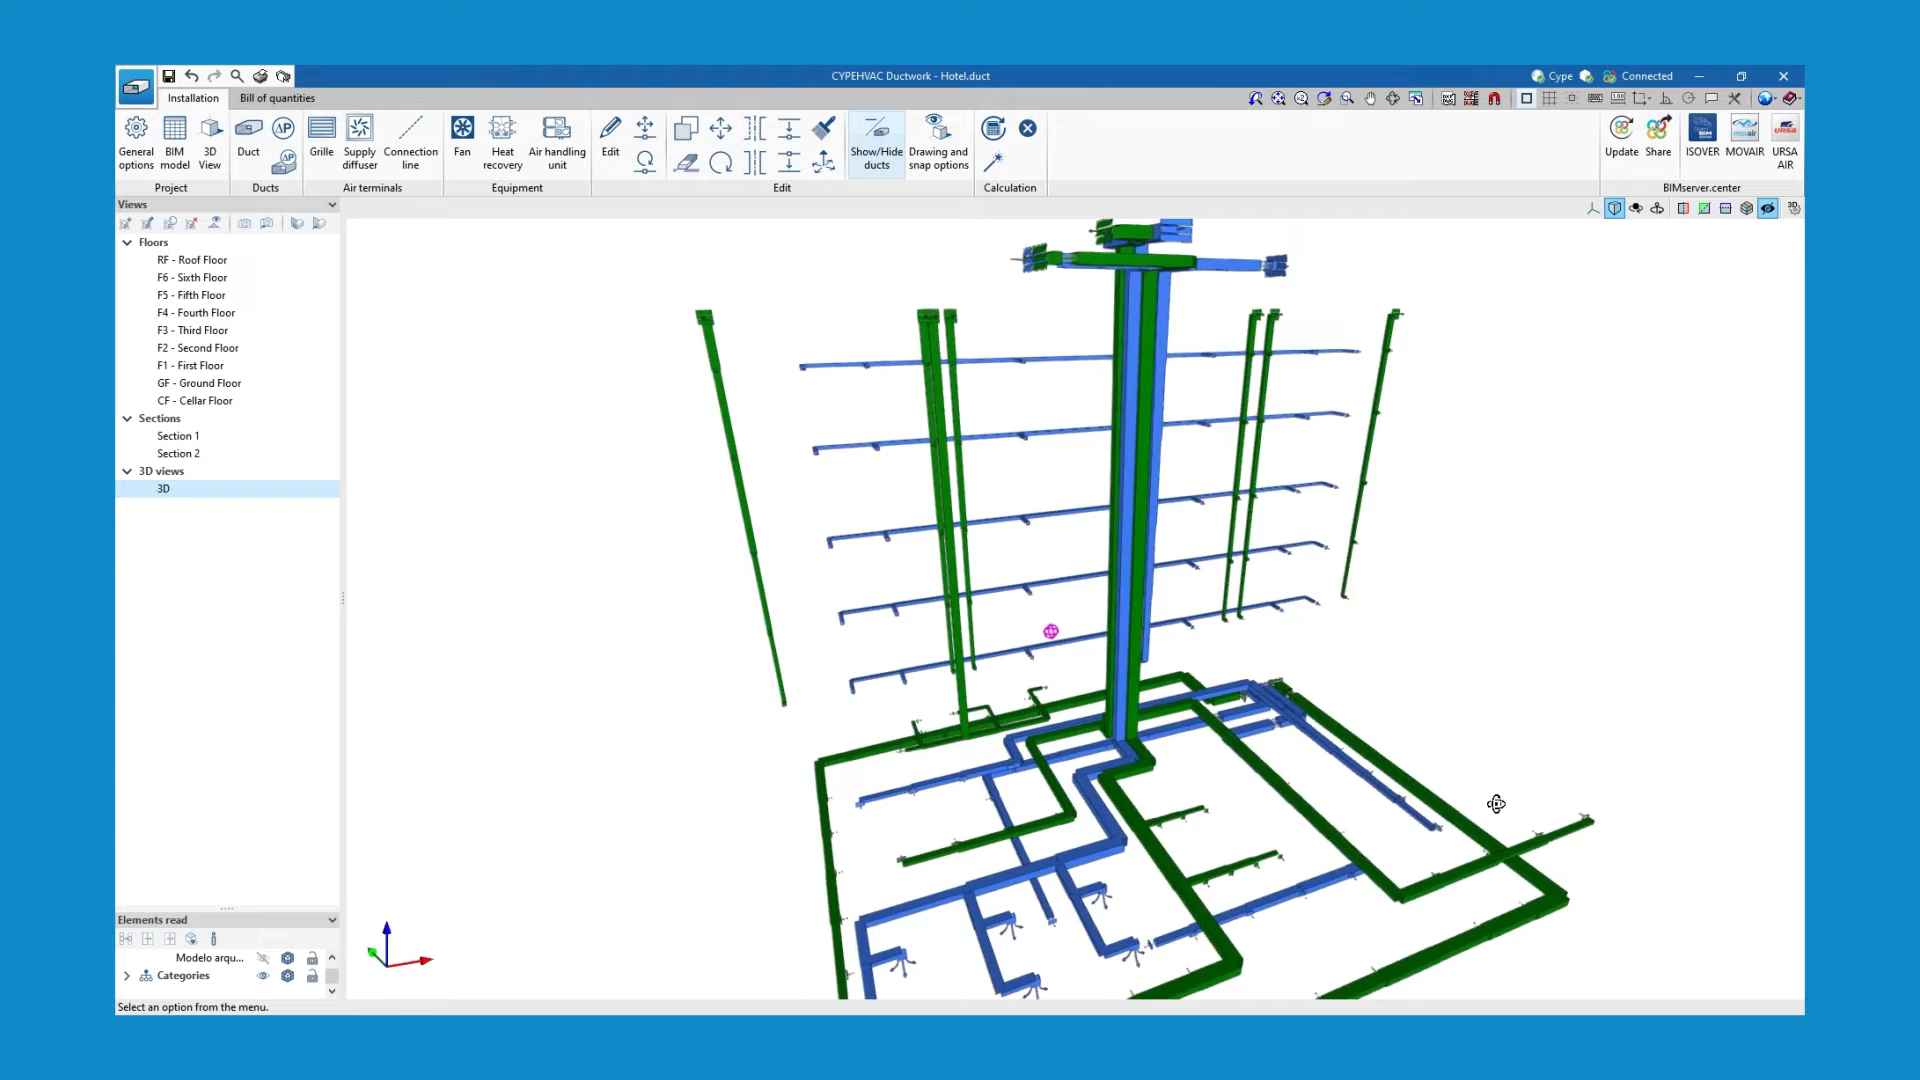 CYPEHVAC Ductwork - Hotel.duct
Cype
Connected
Installation
Bill of quantities
General options
BIM model
3D View
Duct
Grille
Supply diffuser
Connection line
Fan
Heat recovery
Air handling unit
Edit
Show/Hide ducts
Drawing and snap options
Update
Share
ISOVER
MOVAIR
URSA AIR
Project
Ducts
Air terminals
Equipment
Edit
Calculation
BIMserver.center
Views
Floors
RF - Roof Floor
F6 - Sixth Floor
F5 - Fifth Floor
F4 - Fourth Floor
F3 - Third Floor
F2 - Second Floor
F1 - First Floor
GF - Ground Floor
CF - Cellar Floor
Sections
Section 1
Section 2
3D views
3D
Elements read
Modelo arqu...
Categories
Select an option from the menu.